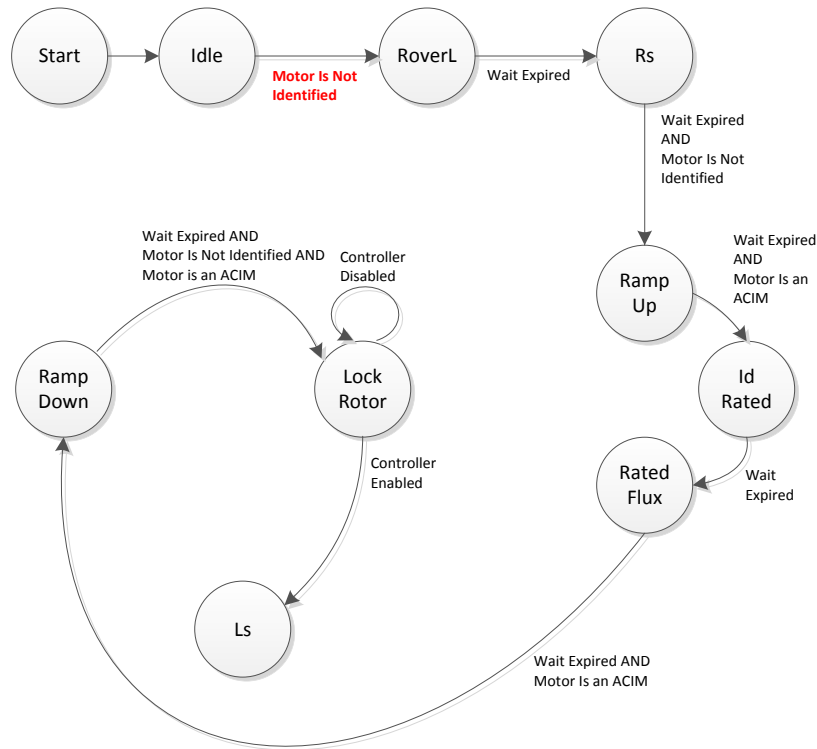 Start
Idle
Motor Is Not
Identified
RoverL
Wait Expired
Rs
Wait Expired
AND
Motor Is Not
Identified
Ramp
Up
Wait Expired
AND
Motor Is an
ACIM
Id
Rated
Wait
Expired
Rated
Flux
Wait Expired AND
Motor Is an ACIM
Ramp
Down
Wait Expired AND
Motor Is Not Identified AND
Motor is an ACIM
Controller
Disabled
Lock
Rotor
Controller
Enabled
Ls